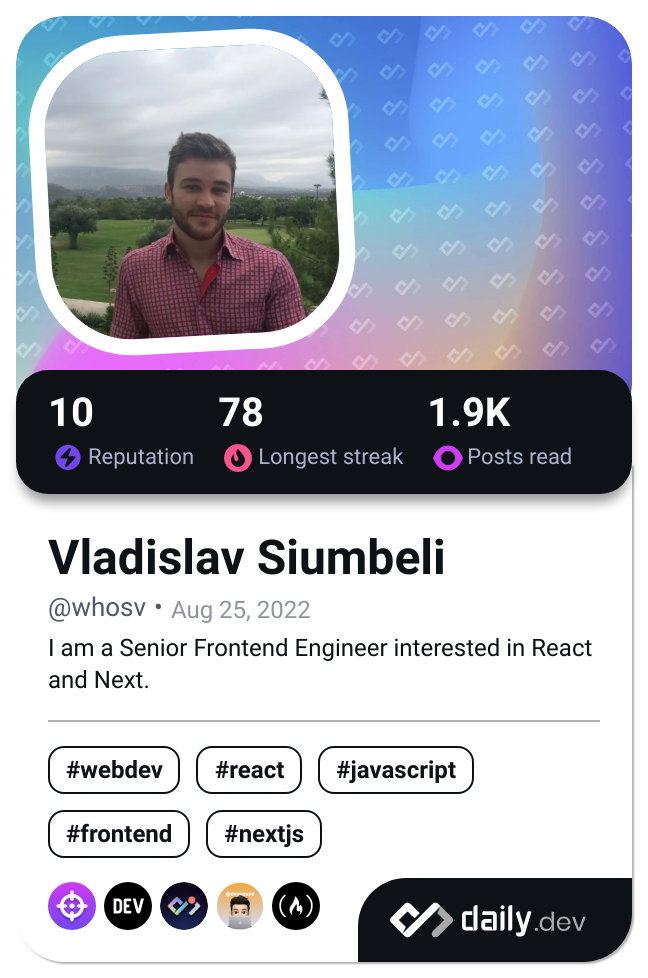 10 78 1.9K
Reputation Longest streak Posts read
Vladislav Siumbeli
@whosv • Aug 25, 2022
I am a Senior Frontend Engineer interested in React
and Next.
#webdev #react #javascript
#frontend #nextjs
DEV
daily.dev